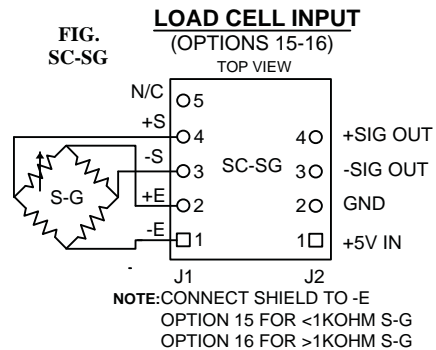 FIG.
SC-SG
LOAD CELL INPUT
(OPTIONS 15-16)
TOP VIEW
N/C 5
+S 4 4 +SIG OUT
-S 3 SC-SG 3 -SIG OUT
S-G
+E 2 2 GND
-E 1 1 +5V IN
-
J1 J2
NOTE:CONNECT SHIELD TO -E
OPTION 15 FOR <1KOHM S-G
OPTION 16 FOR >1KOHM S-G